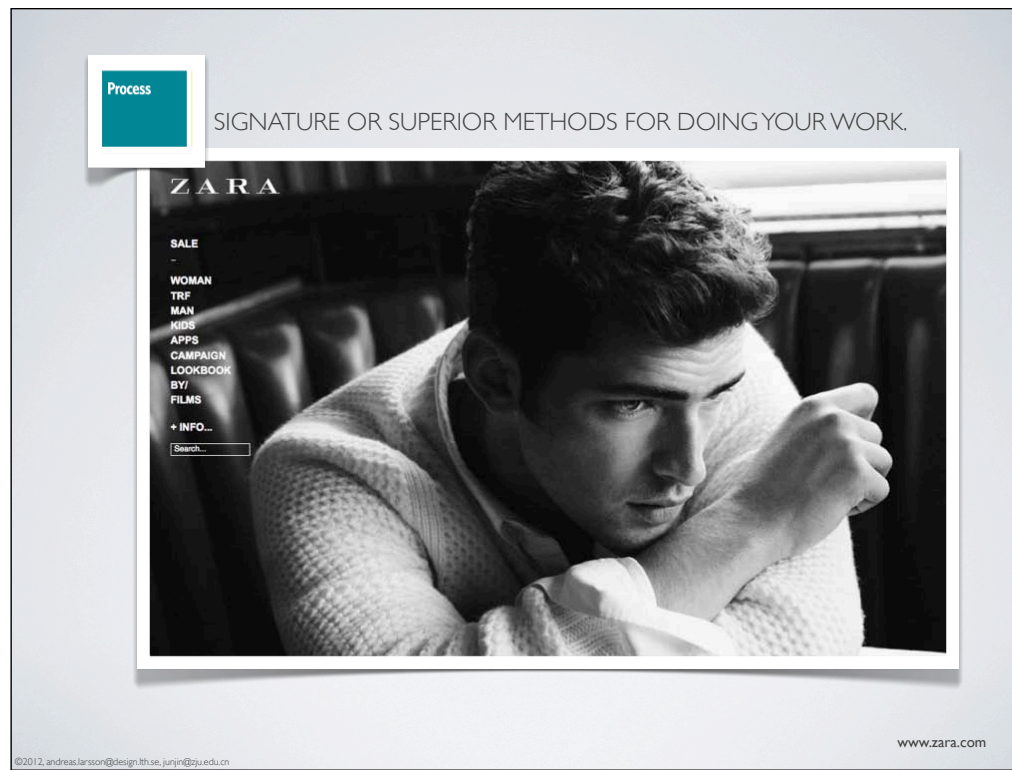 Process
SIGNATURE OR SUPERIOR METHODS FOR DOING YOUR WORK.
ZARA
SALE
–
WOMAN
TRF
MAN
KIDS
APPS
CAMPAIGN
LOOKBOOK
BY/
FILMS
+ INFO...
Search...
www.zara.com
©2012, andreas.larsson@design.lth.se, junjin@zju.edu.cn